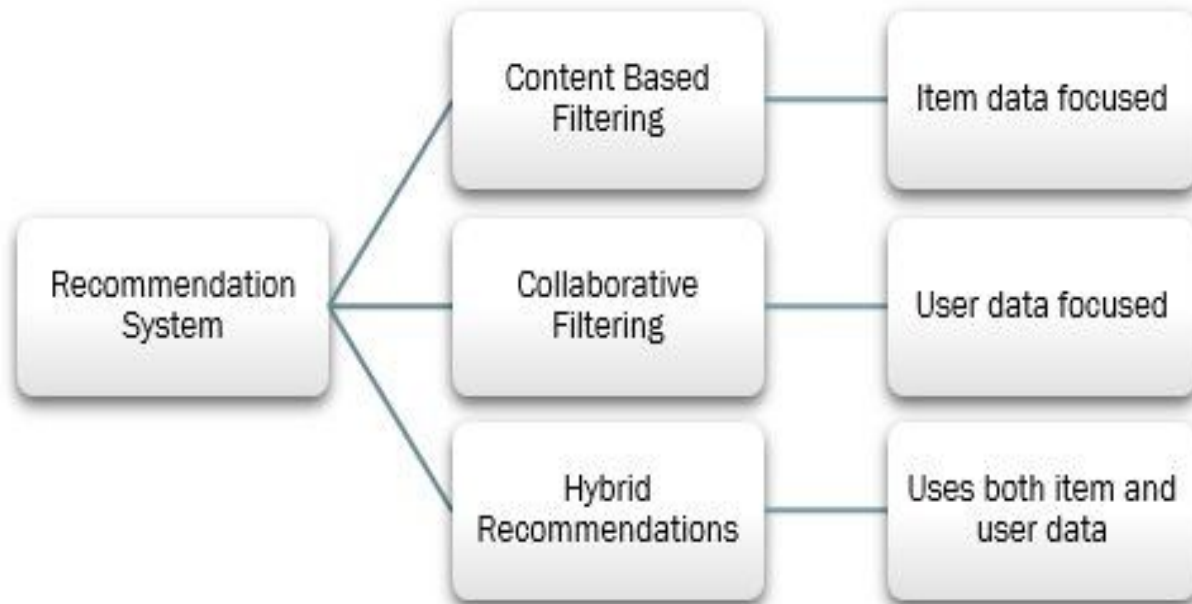 Content Based
Filtering
Item data focused
Recommendation
System
Collaborative
Filtering
User data focused
Hybrid
Recommendations
Uses both item and
user data